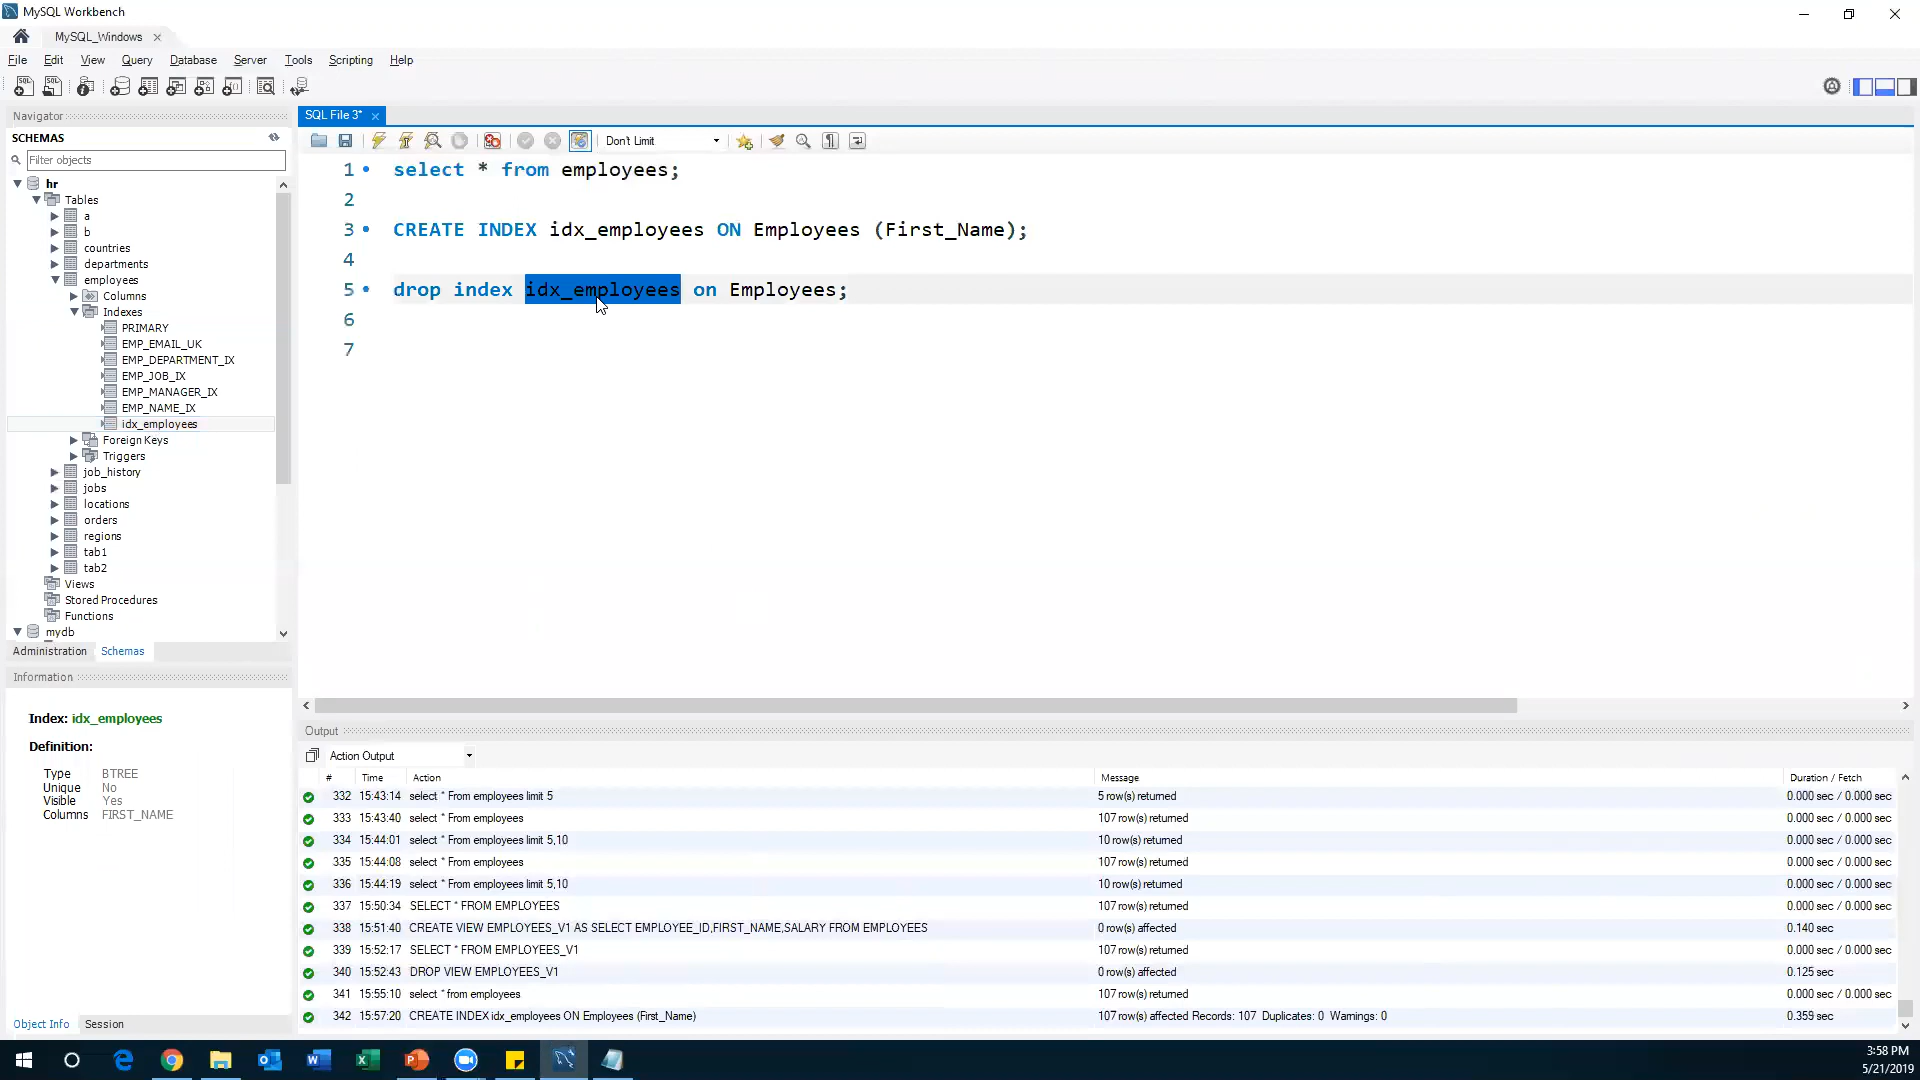 MySQL Workbench
MySQL_Windows
File Edit View Query Database Server Tools Scripting Help
Navigator
SCHEMAS
Filter objects
hr
Tables
a
b
countries
departments
employees
Columns
Indexes
PRIMARY
EMP_EMAIL_UK
EMP_DEPARTMENT_IX
EMP_JOB_IX
EMP_MANAGER_IX
EMP_NAME_IX
idx_employees
Foreign Keys
Triggers
job_history
jobs
locations
orders
regions
tab1
tab2
Views
Stored Procedures
Functions
mydb
Administration Schemas
Information
Index: idx_employees
Definition:
Type BTREE
Unique No
Visible Yes
Columns FIRST_NAME
Object Info Session
SQL File 3*
Don't Limit
1 select * from employees;
2
3 CREATE INDEX idx_employees ON Employees (First_Name);
4
5 drop index idx_employees on Employees;
6
7
Output
Action Output
# Time Action Message Duration / Fetch
332 15:43:14 select * From employees limit 5 5 row(s) returned 0.000 sec / 0.000 sec
333 15:43:40 select * From employees 107 row(s) returned 0.000 sec / 0.000 sec
334 15:44:01 select * From employees limit 5,10 10 row(s) returned 0.000 sec / 0.000 sec
335 15:44:08 select * From employees 107 row(s) returned 0.000 sec / 0.000 sec
336 15:44:19 select * From employees limit 5,10 10 row(s) returned 0.000 sec / 0.000 sec
337 15:50:34 SELECT * FROM EMPLOYEES 107 row(s) returned 0.000 sec / 0.000 sec
338 15:51:40 CREATE VIEW EMPLOYEES_V1 AS SELECT EMPLOYEE_ID,FIRST_NAME,SALARY FROM EMPLOYEES 0 row(s) affected 0.140 sec
339 15:52:17 SELECT * FROM EMPLOYEES_V1 107 row(s) returned 0.000 sec / 0.000 sec
340 15:52:43 DROP VIEW EMPLOYEES_V1 0 row(s) affected 0.125 sec
341 15:55:10 select * from employees 107 row(s) returned 0.000 sec / 0.000 sec
342 15:57:20 CREATE INDEX idx_employees ON Employees (First_Name) 107 row(s) affected Records: 107 Duplicates: 0 Warnings: 0 0.359 sec
3:58 PM
5/21/2019